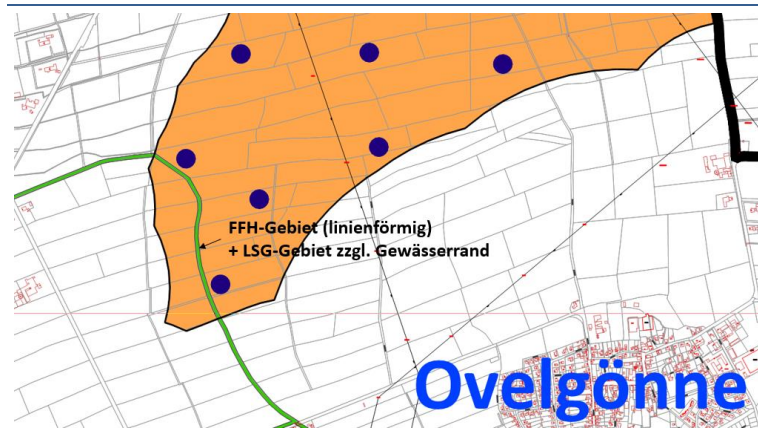 FFH-Gebiet (linienförmig)
+ LSG-Gebiet zzgl. Gewässerrand
Ovelgönne